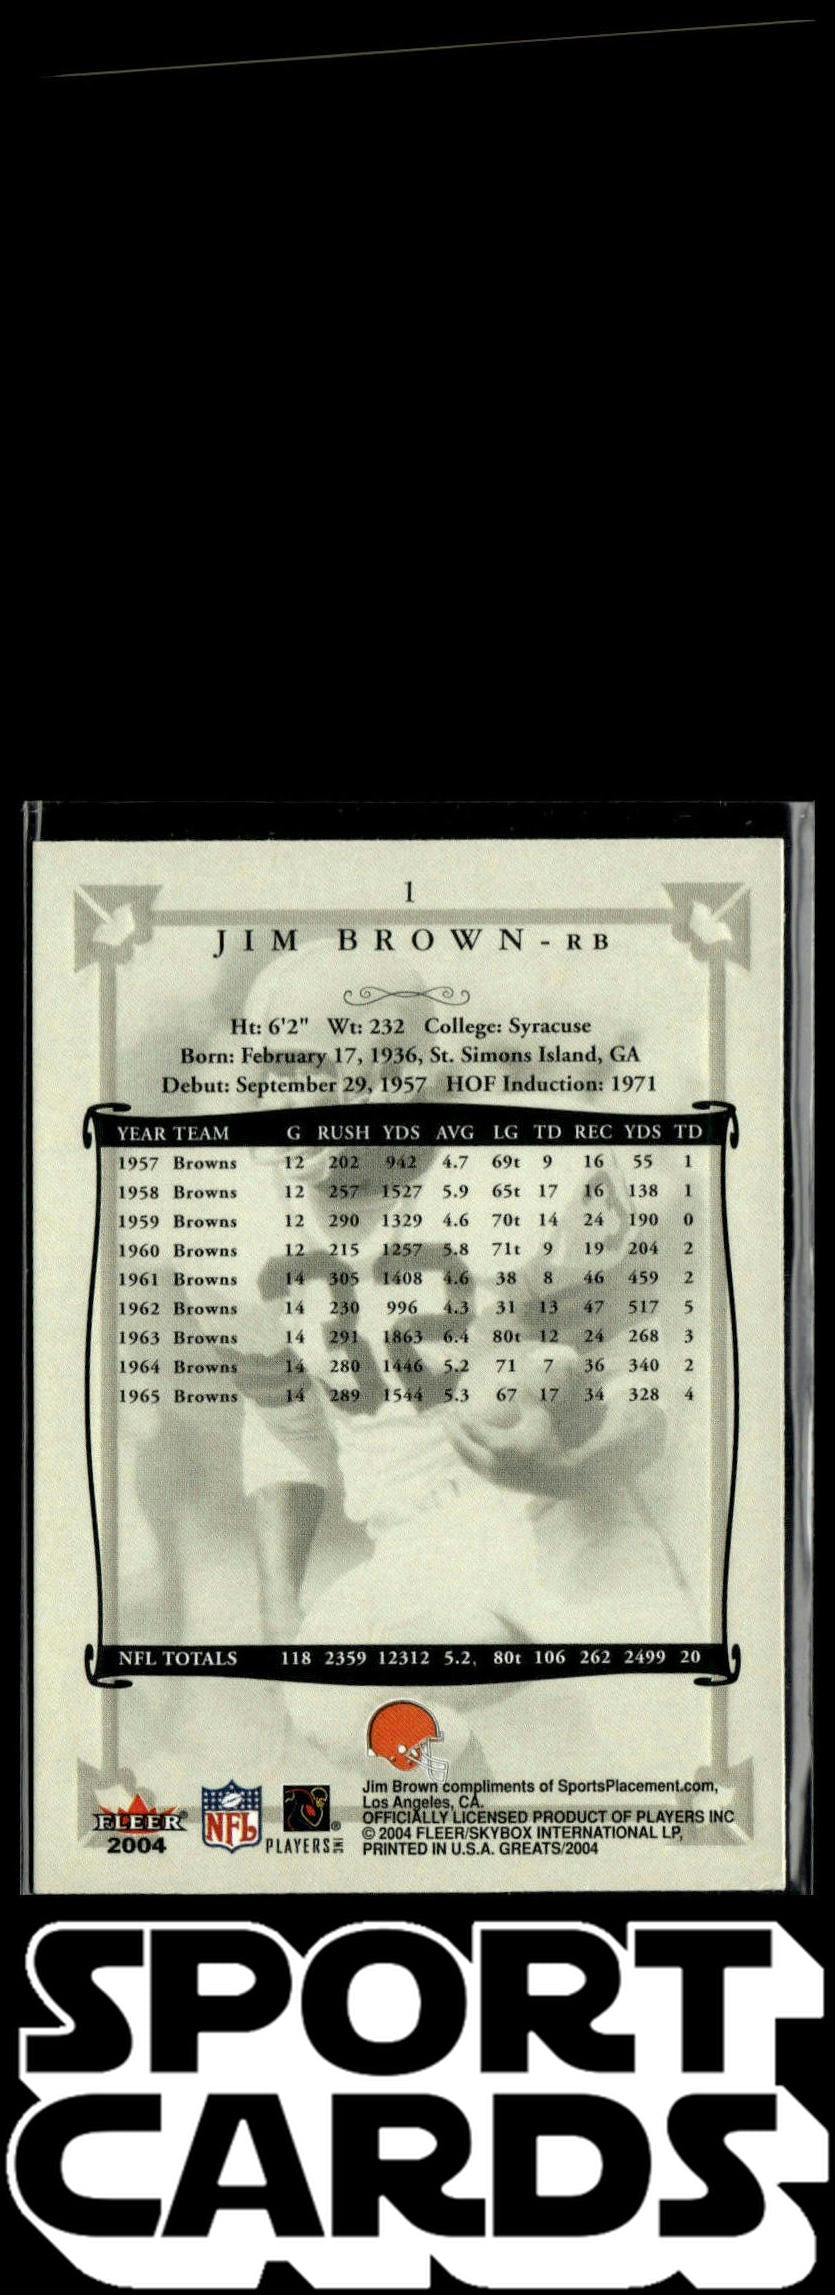 1
JIM BROWN - RB
Ht: 6'2" Wt: 232 College: Syracuse
Born: February 17, 1936, St. Simons Island, GA
Debut: September 29, 1957 HOF Induction: 1971
YEAR TEAM G RUSH YDS AVG LG TD REC YDS TD
1957 Browns 12 202 942 4.7 69t 9 16 55 1
1958 Browns 12 257 1527 5.9 65t 17 16 138 1
1959 Browns 12 290 1329 4.6 70t 14 24 190 0
1960 Browns 12 215 1257 5.8 71t 9 19 204 2
1961 Browns 14 305 1408 4.6 38 8 46 459 2
1962 Browns 14 230 996 4.3 31 13 47 517 5
1963 Browns 14 291 1863 6.4 80t 12 24 268 3
1964 Browns 14 280 1446 5.2 71 7 36 340 2
1965 Browns 14 289 1544 5.3 67 17 34 328 4
NFL TOTALS 118 2359 12312 5.2, 80t 106 262 2499 20
FLEER®
2004
NFL
PLAYERS INC ®
Jim Brown compliments of SportsPlacement.com,
Los Angeles, CA.
OFFICIALLY LICENSED PRODUCT OF PLAYERS INC
© 2004 FLEER/SKYBOX INTERNATIONAL LP,
PRINTED IN U.S.A. GREATS/2004
SPORT
CARDS